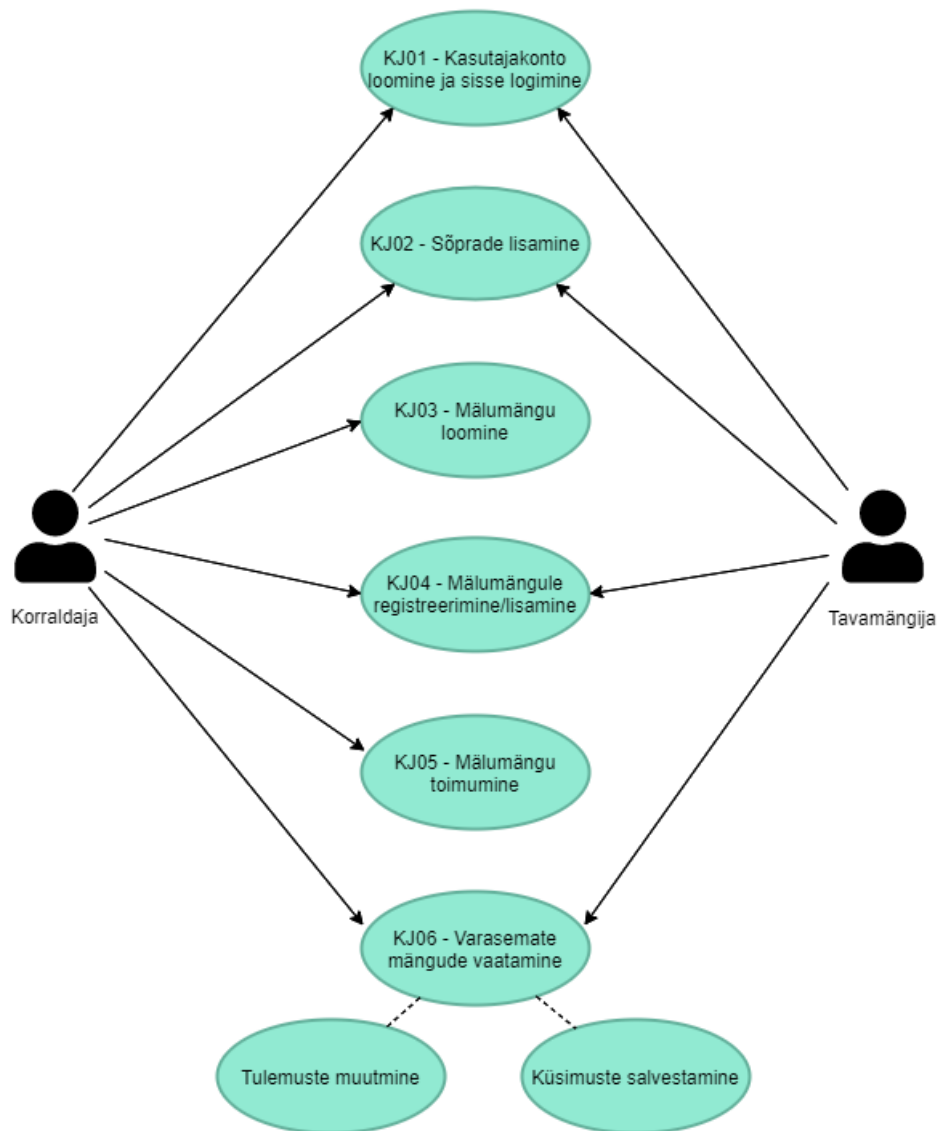 KJ01 - Kasutajakonto
loomine ja sisse logimine
KJ02 - Sõprade lisamine
KJ03 - Mälumängu
loomine
KJ04 - Mälumängule
registreerimine/lisamine
Korraldaja
Tavamängija
KJ05 - Mälumängu
toimumine
KJ06 - Varasemate
mängude vaatamine
Tulemuste muutmine
Küsimuste salvestamine